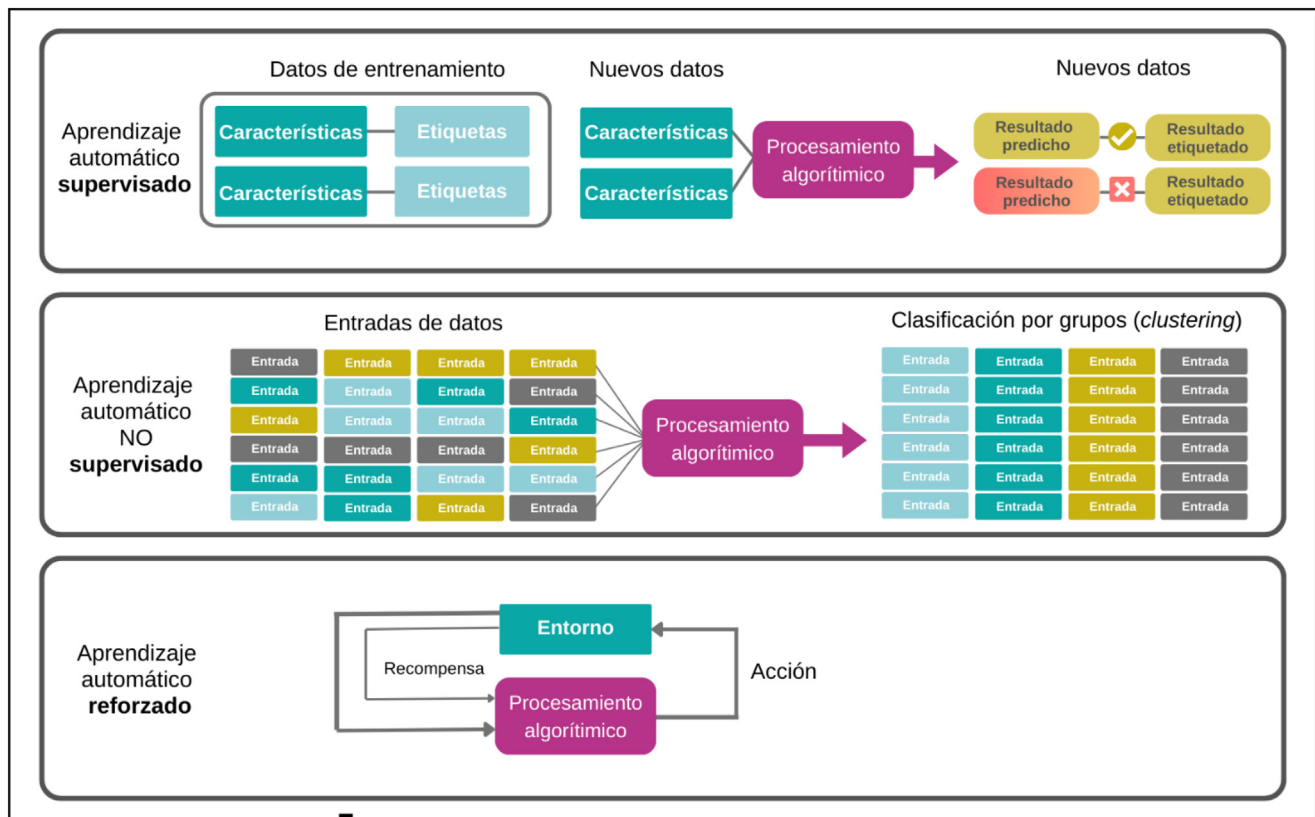 Datos de entrenamiento
Nuevos datos
Nuevos datos
Aprendizaje
automático
supervisado
Características
Etiquetas
Características
Etiquetas
Características
Características
Procesamiento
algorítimico
Resultado
predicho
Resultado
etiquetado
Resultado
predicho
Resultado
etiquetado
Entradas de datos
Clasificación por grupos (clustering)
Aprendizaje
automático
NO
supervisado
Entrada Entrada Entrada Entrada
Entrada Entrada Entrada Entrada
Entrada Entrada Entrada Entrada
Entrada Entrada Entrada Entrada
Entrada Entrada Entrada Entrada
Entrada Entrada Entrada Entrada
Procesamiento
algorítimico
Entrada Entrada Entrada Entrada
Entrada Entrada Entrada Entrada
Entrada Entrada Entrada Entrada
Entrada Entrada Entrada Entrada
Entrada Entrada Entrada Entrada
Entrada Entrada Entrada Entrada
Aprendizaje
automático
reforzado
Entorno
Recompensa
Procesamiento
algorítimico
Acción